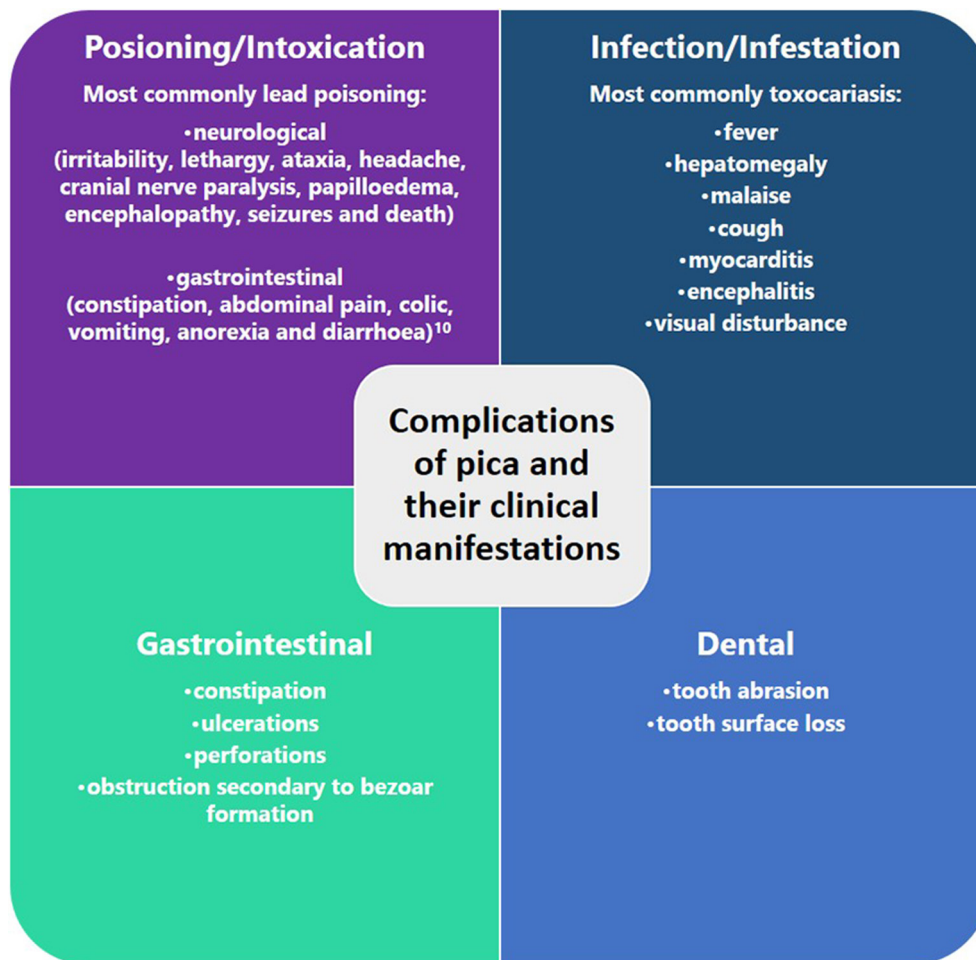 Posioning/Intoxication
Most commonly lead poisoning:
•neurological
(irritability, lethargy, ataxia, headache,
cranial nerve paralysis, papilloedema,
encephalopathy, seizures and death)
•gastrointestinal
(constipation, abdominal pain, colic,
vomiting, anorexia and diarrhoea)¹⁰
Infection/Infestation
Most commonly toxocariasis:
•fever
•hepatomegaly
•malaise
•cough
•myocarditis
•encephalitis
•visual disturbance
Complications
of pica and
their clinical
manifestations
Gastrointestinal
•constipation
•ulcerations
•perforations
•obstruction secondary to bezoar
formation
Dental
•tooth abrasion
•tooth surface loss